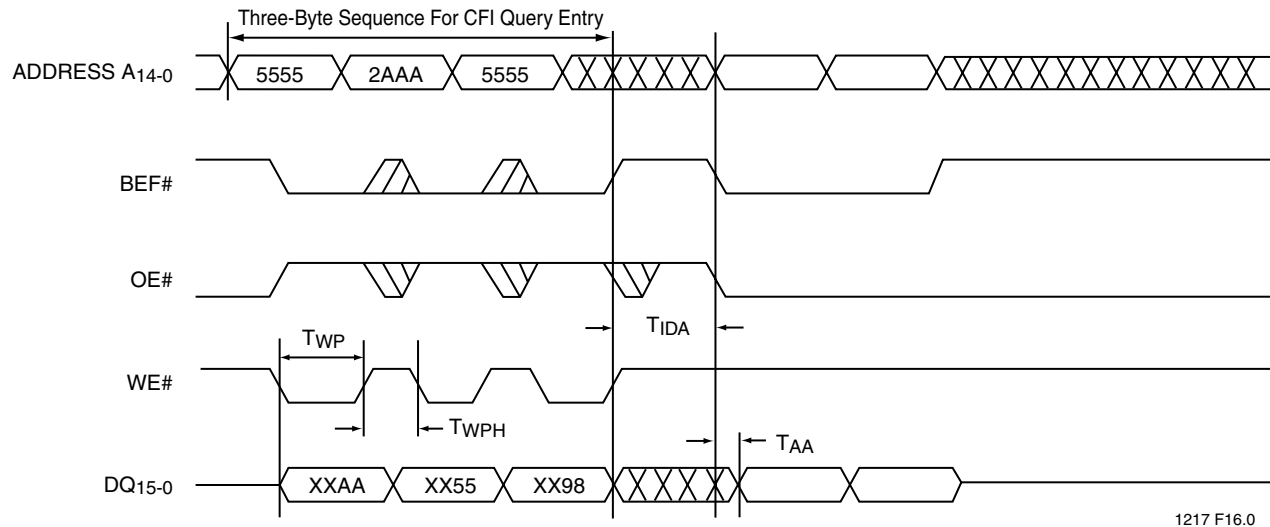 Three-Byte Sequence For CFI Query Entry
ADDRESS A14-0
5555 2AAA 5555
BEF#
OE#
TIDA
TWP
WE#
TWPH
TAA
DQ15-0
XXAA XX55 XX98
1217 F16.0